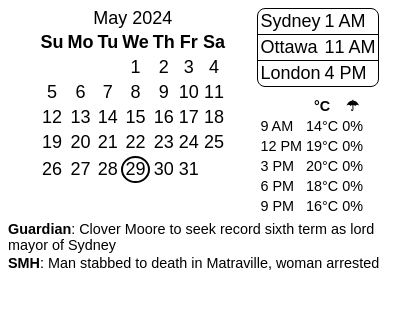 May 2024
Su Mo Tu We Th Fr Sa
1 2 3 4
5 6 7 8 9 10 11
12 13 14 15 16 17 18
19 20 21 22 23 24 25
26 27 28 29 30 31
Sydney 1 AM
Ottawa 11 AM
London 4 PM
°C ☂
9 AM 14°C 0%
12 PM 19°C 0%
3 PM 20°C 0%
6 PM 18°C 0%
9 PM 16°C 0%
Guardian: Clover Moore to seek record sixth term as lord
mayor of Sydney
SMH: Man stabbed to death in Matraville, woman arrested